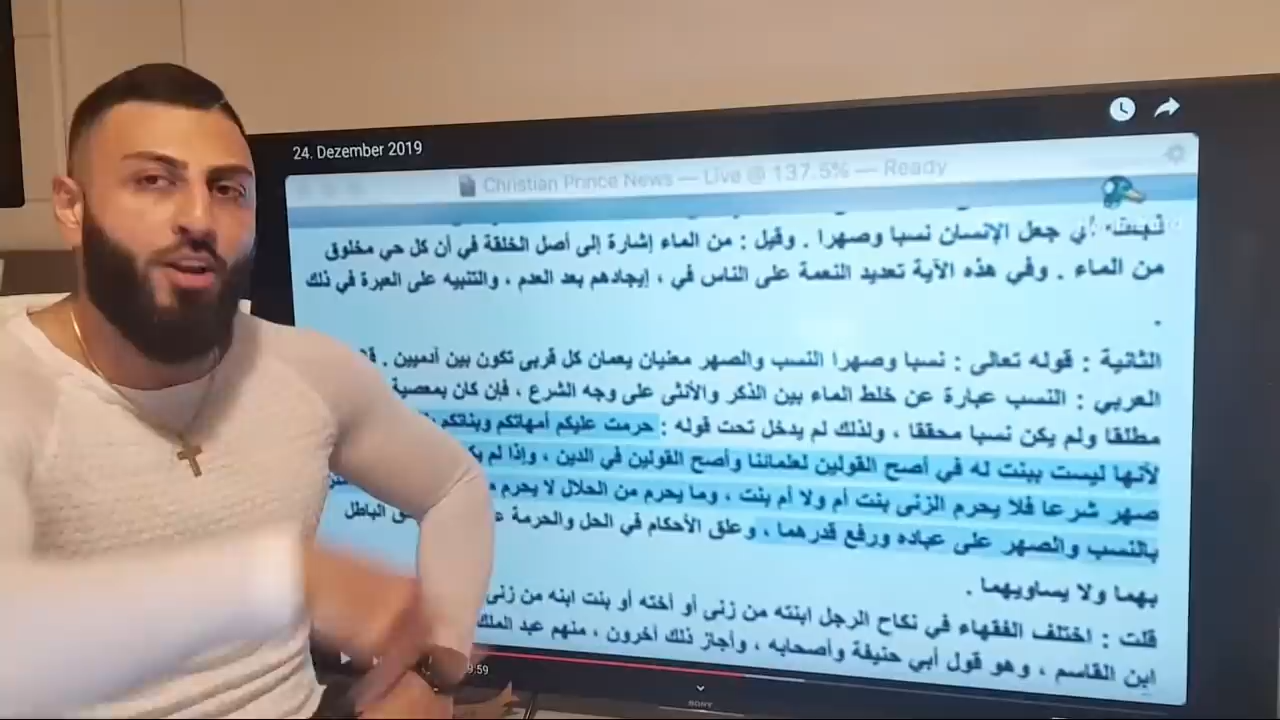 24. Dezember 2019
Christian Prince News — Live @ 137.5% — Ready
جعل الإنسان نسبا وصهرا . وقيل : من الماء إشارة إلى أصل الخلقة في أن كل حي مخلوق
من الماء . وفي هذه الآية تعديد النعمة على الناس في ، إيجادهم بعد العدم ، والتنبيه على العبرة في ذلك
.
الثانية : قوله تعالى : نسبا وصهرا النسب والصهر معنيان يعمان كل قربى تكون بين آدميين .
العربي : النسب عبارة عن خلط الماء بين الذكر والأنثى على وجه الشرع ، فإن كان بمعصية
مطلقا ولم يكن نسبا محققا ، ولذلك لم يدخل تحت قوله : حرمت عليكم أمهاتكم وبناتكم
لأنها ليست ببنت له في أصح القولين لعلمائنا وأصح القولين في الدين ، وإذا لم
صهر شرعا فلا يحرم الزنى بنت أم ولا أم بنت ، وما يحرم من الحلال لا يحرم
بالنسب والصهر على عباده ورفع قدرهما ، وعلق الأحكام في الحل والحرمة الباطل
بهما ولا يساويهما .
قلت : اختلف الفقهاء في نكاح الرجل ابنته من زنى أو أخته أو بنت ابنه من زنى
ابن القاسم ، وهو قول أبي حنيفة وأصحابه ، وأجاز ذلك آخرون ، منهم عبد الملك
9:59
SONY